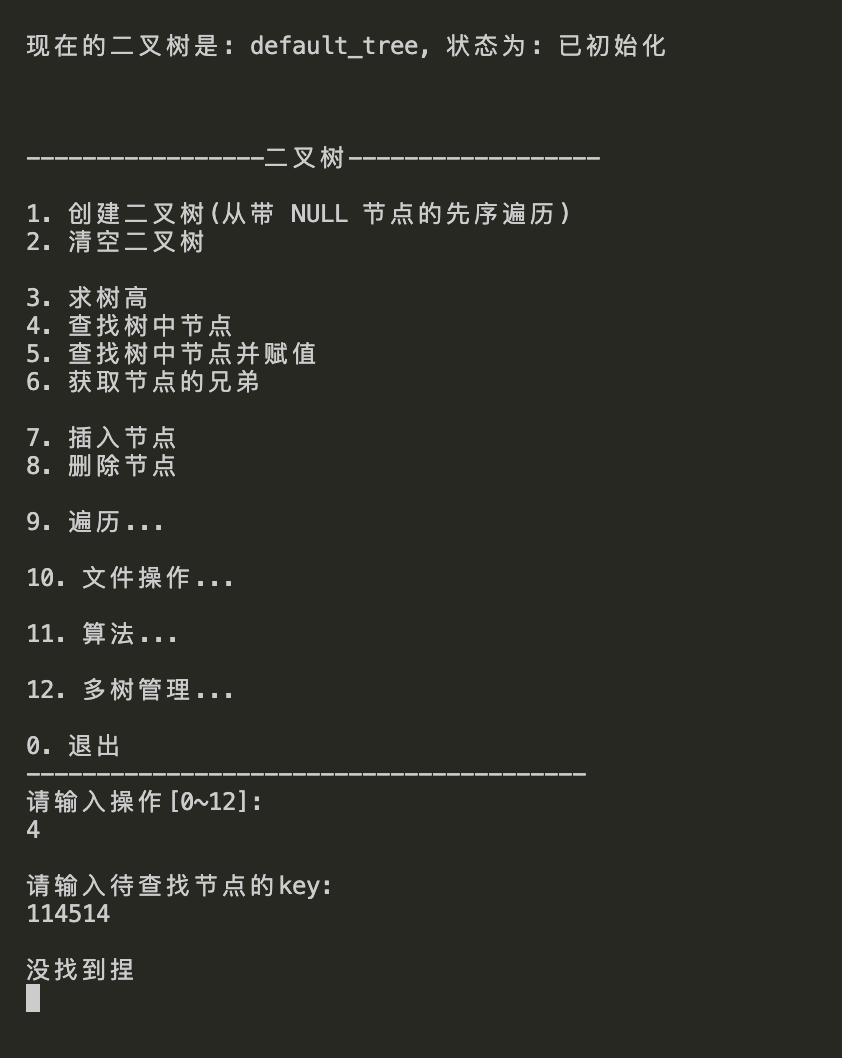 现在的二叉树是: default_tree, 状态为: 已初始化
-----------------二叉树------------------
1. 创建二叉树(从带 NULL 节点的先序遍历)
2. 清空二叉树
3. 求树高
4. 查找树中节点
5. 查找树中节点并赋值
6. 获取节点的兄弟
7. 插入节点
8. 删除节点
9. 遍历...
10. 文件操作...
11. 算法...
12. 多树管理...
0. 退出
----------------------------------------
请输入操作[0~12]:
4
请输入待查找节点的key:
114514
没找到捏